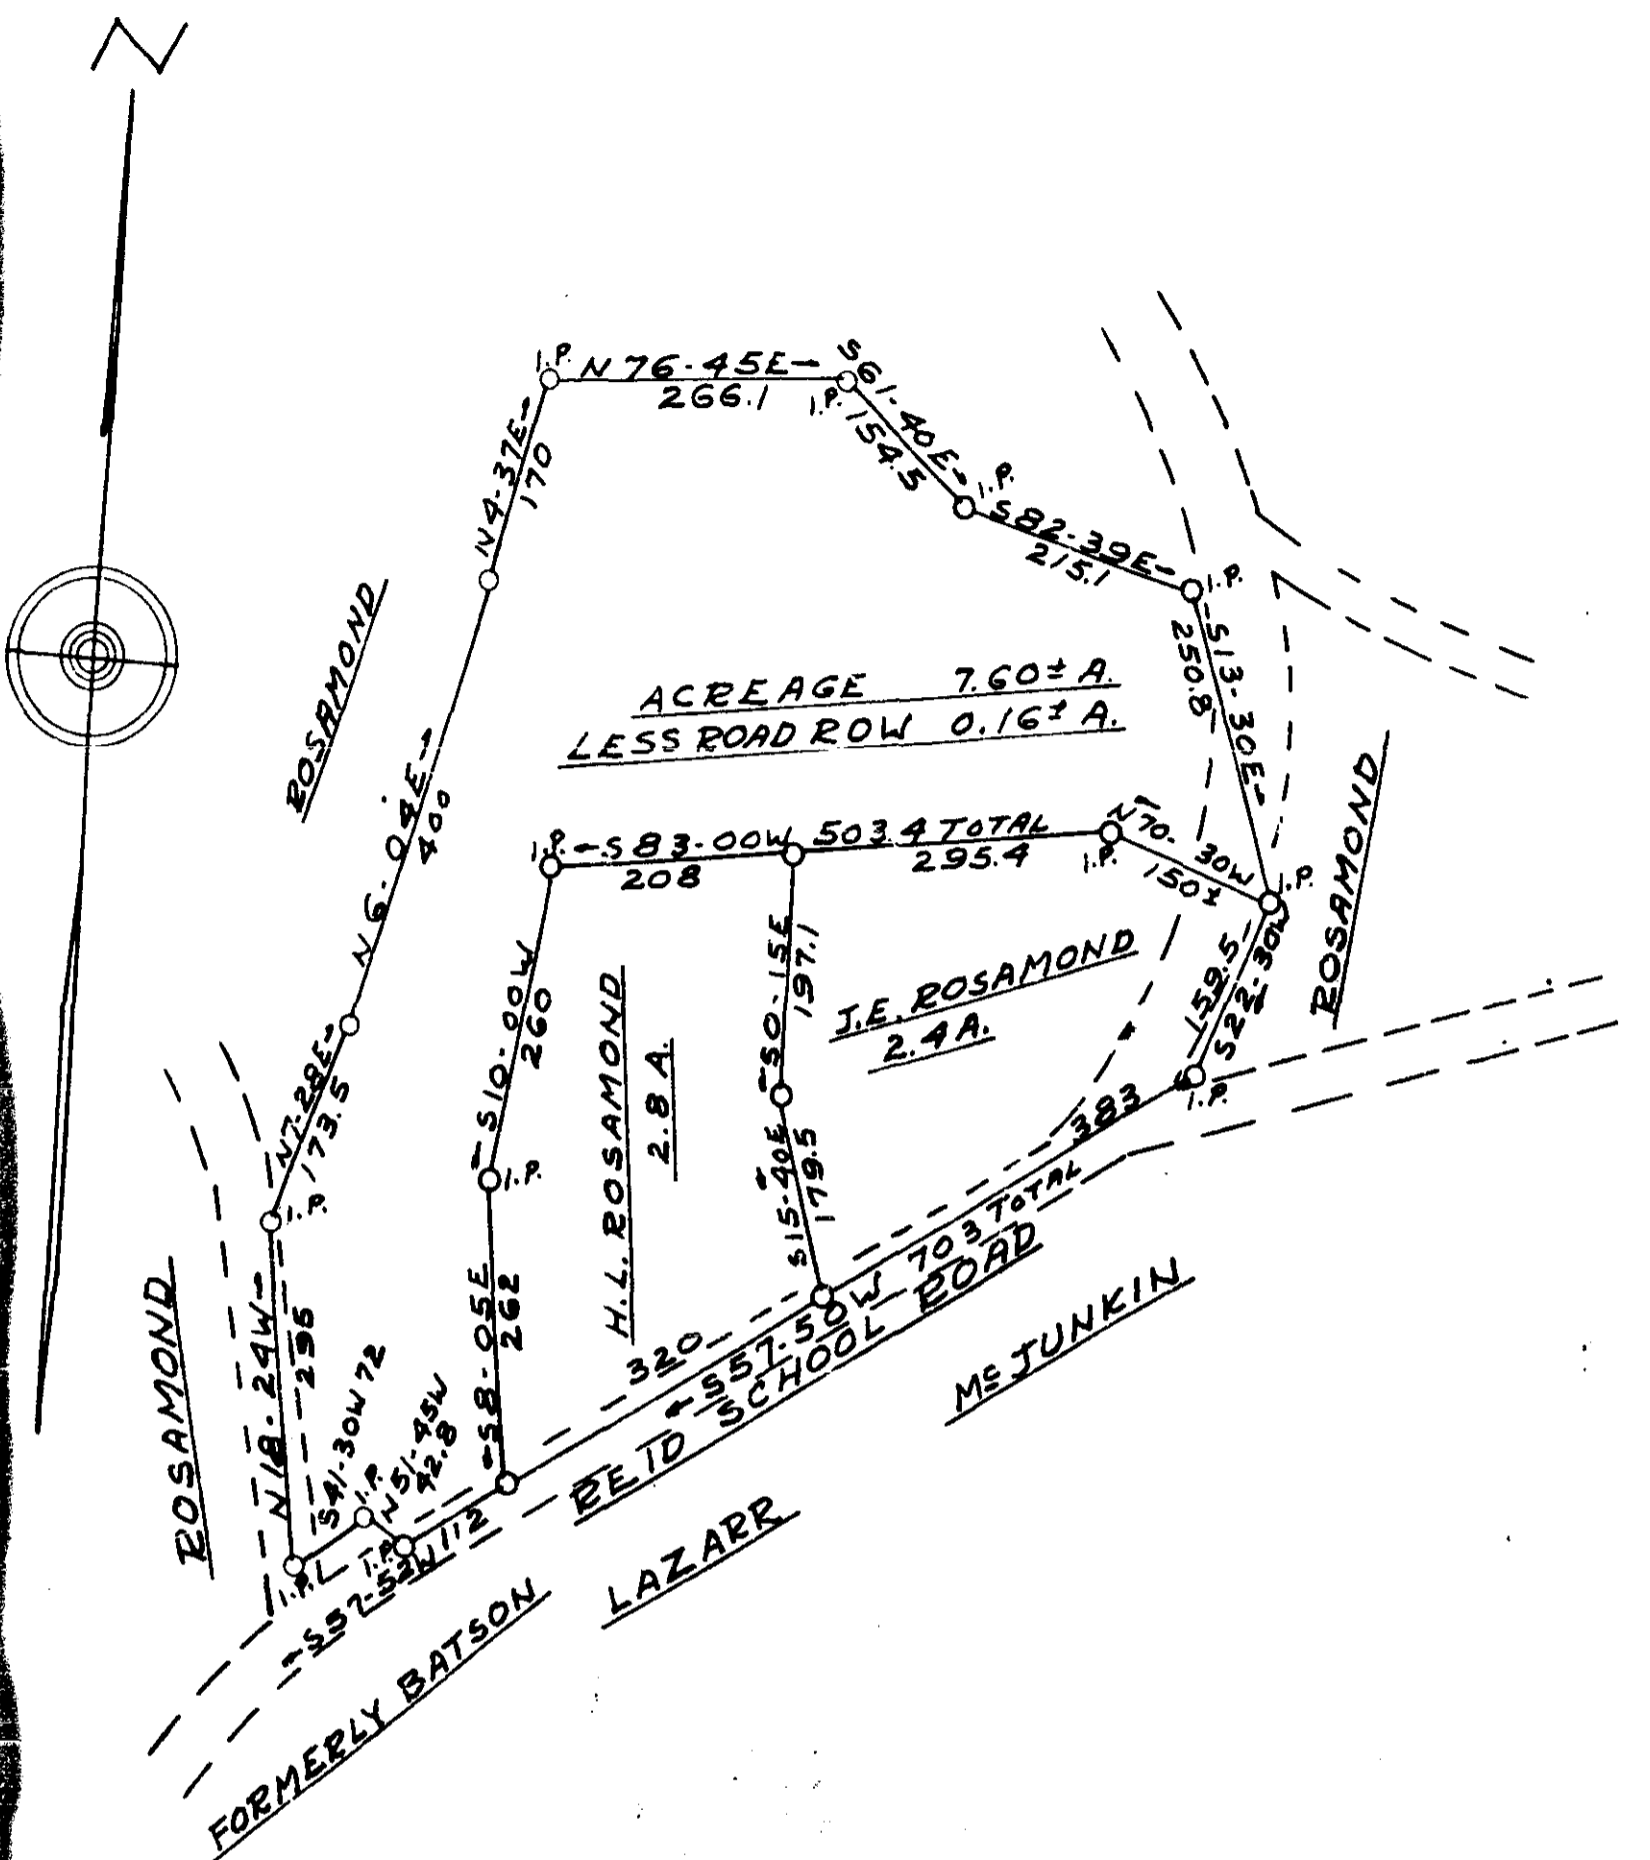 N
I.P.
N 76-45E
266.1
I.P.
S61-40E
154.5
I.P.
S82-39E
215.1
I.P.
S13-30E
250.8
N4-37E
170
ROSAMOND
N6-04E
400
ACREAGE 7.60± A.
LESS ROAD ROW 0.16± A.
I.P.
S83-00W 503.4 TOTAL
208
295.4
I.P.
N70-30W
150±
I.P.
ROSAMOND
S10-00W
260
I.P.
H.L. ROSAMOND
2.8 A.
S0-15E
197.1
J.E. ROSAMOND
2.4 A.
159.5
S22-30W
I.P.
N7-28E
173.5
I.P.
S15-40E
179.5
383
S8-05E
262
ROSAMOND
N18-24W
295
S41-30W 72
I.P.
N51-45W
42.8
I.P.
I.P.
320
S57-50W 703 TOTAL
REID SCHOOL ROAD
McJUNKIN
S57-52W 112
LAZARR
FORMERLY BATSON